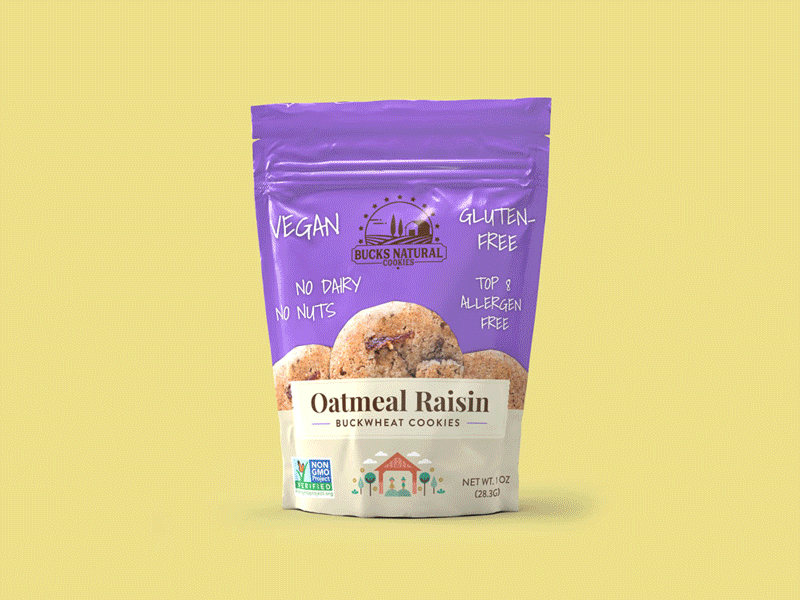 VEGAN
GLUTEN-
FREE
BUCKS NATURAL
COOKIES
NO DAIRY
NO NUTS
TOP 8
ALLERGEN
FREE
Oatmeal Raisin
BUCKWHEAT COOKIES
NON
GMO
Project
VERIFIED
NET WT. 1 OZ
(28.3G)